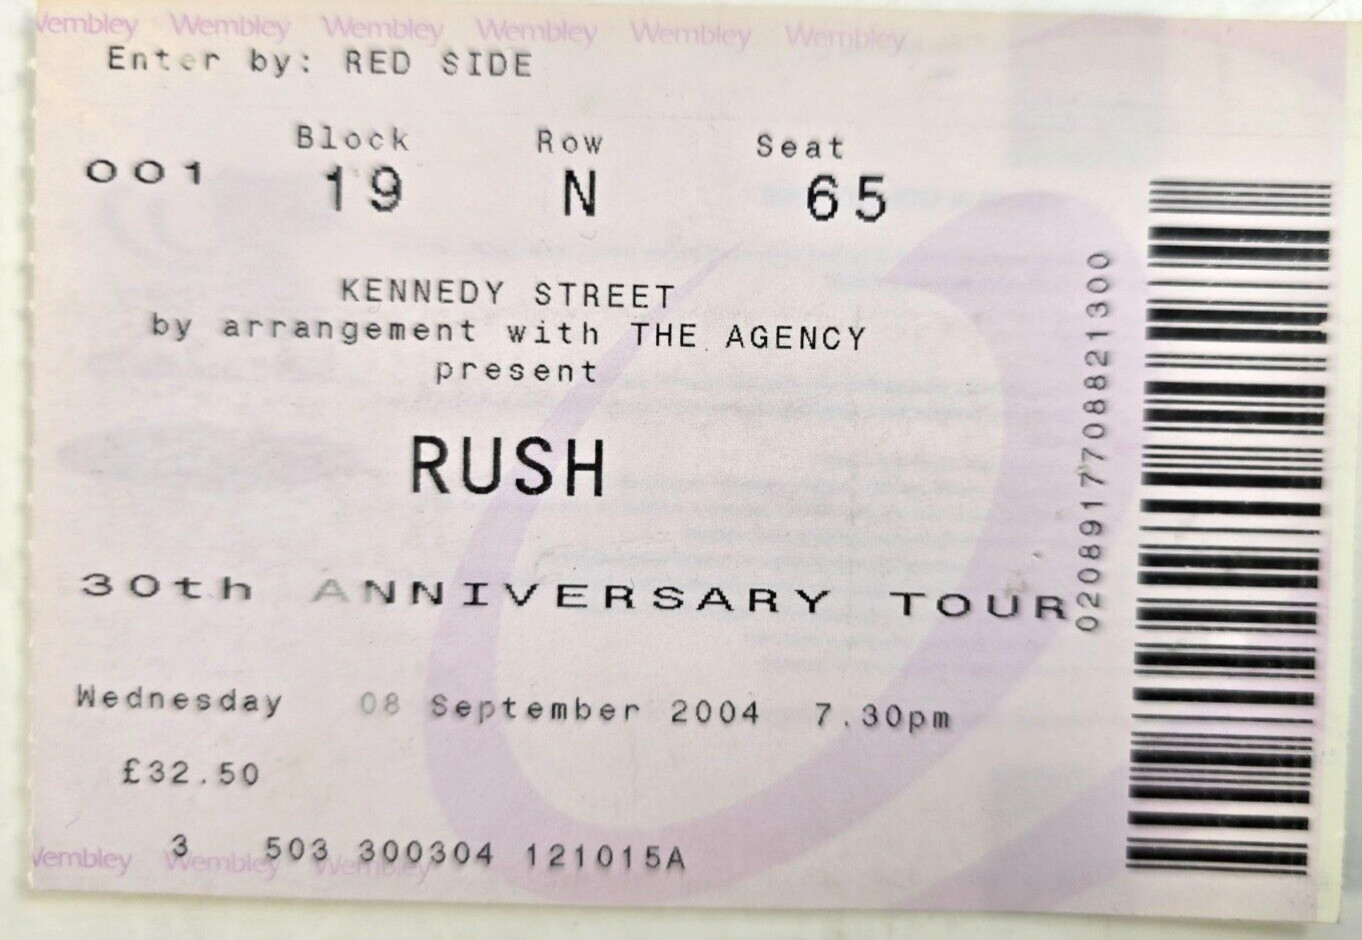 Wembley Wembley Wembley Wembley Wembley Wembley
Enter by: RED SIDE
Block Row Seat
001 19 N 65
KENNEDY STREET
by arrangement with THE AGENCY
present
RUSH
30th ANNIVERSARY TOUR
Wednesday 08 September 2004 7.30pm
£32.50
3 503 300304 121015A
Wembley Wembley Wembley
0208917708821300